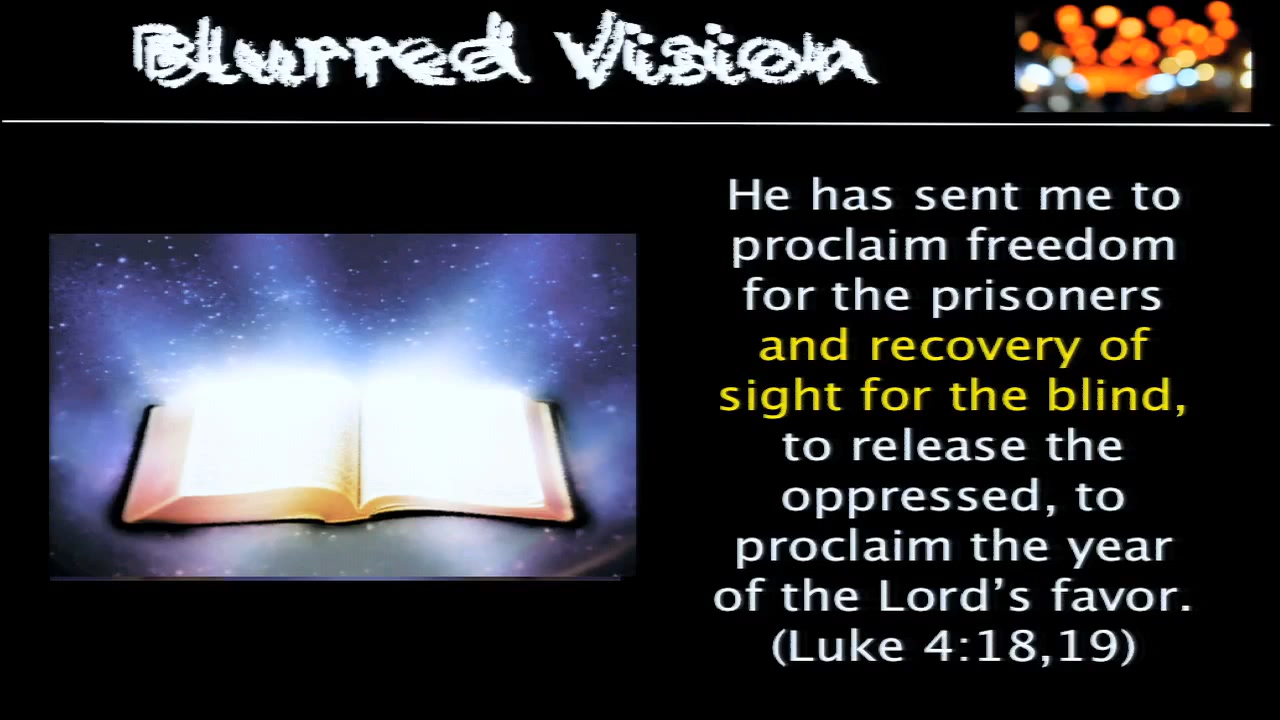 Blurred Vision
He has sent me to
proclaim freedom
for the prisoners
and recovery of
sight for the blind,
to release the
oppressed, to
proclaim the year
of the Lord’s favor.
(Luke 4:18,19)